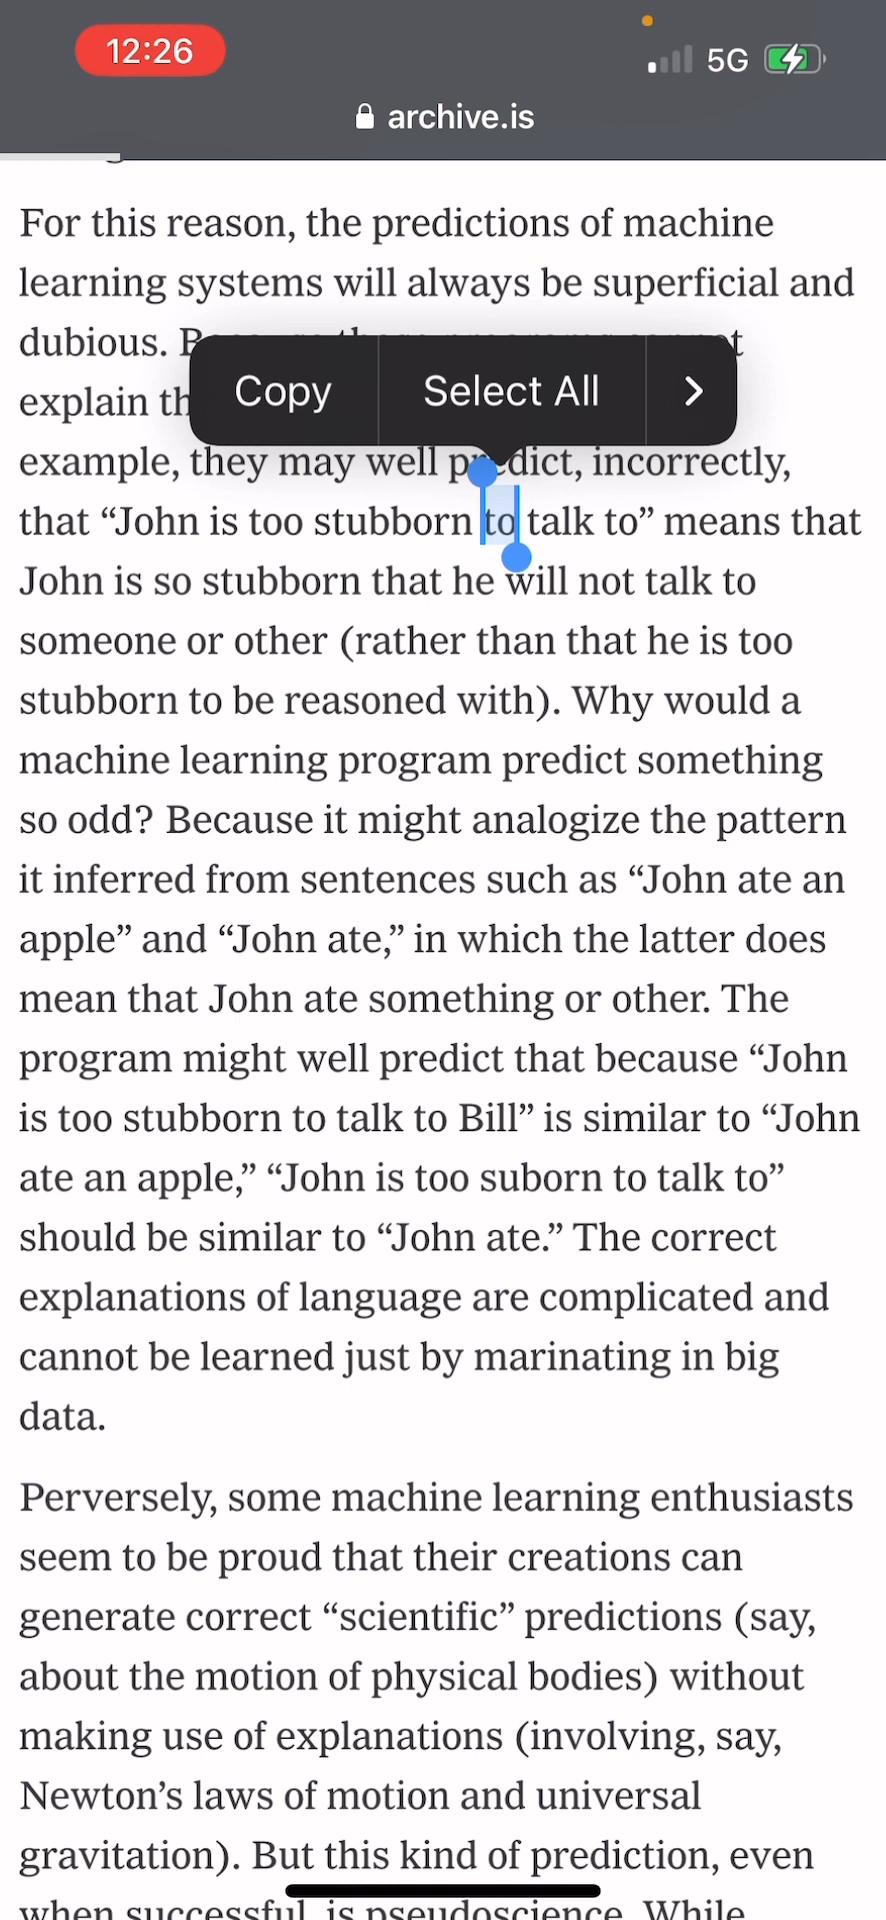 12:26
5G
archive.is
For this reason, the predictions of machine
learning systems will always be superficial and
dubious.
explain
Copy
Select All
example, they may well predict, incorrectly,
that “John is too stubborn to talk to” means that
John is so stubborn that he will not talk to
someone or other (rather than that he is too
stubborn to be reasoned with). Why would a
machine learning program predict something
so odd? Because it might analogize the pattern
it inferred from sentences such as “John ate an
apple” and “John ate,” in which the latter does
mean that John ate something or other. The
program might well predict that because “John
is too stubborn to talk to Bill” is similar to “John
ate an apple,” “John is too suborn to talk to”
should be similar to “John ate.” The correct
explanations of language are complicated and
cannot be learned just by marinating in big
data.
Perversely, some machine learning enthusiasts
seem to be proud that their creations can
generate correct “scientific” predictions (say,
about the motion of physical bodies) without
making use of explanations (involving, say,
Newton’s laws of motion and universal
gravitation). But this kind of prediction, even
when successful, is pseudoscience. While